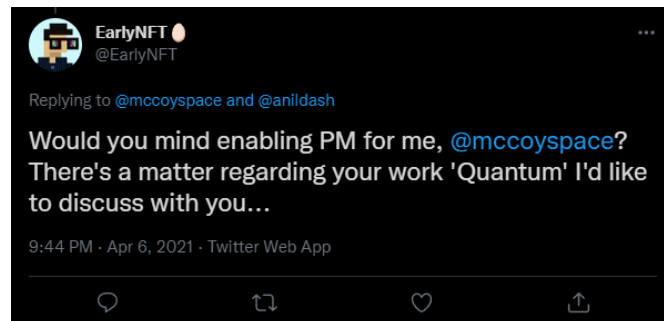 EarlyNFT🥚
@EarlyNFT
Replying to @mccoyspace and @anildash
Would you mind enabling PM for me, @mccoyspace?
There's a matter regarding your work 'Quantum' I'd like
to discuss with you...
9:44 PM · Apr 6, 2021 · Twitter Web App